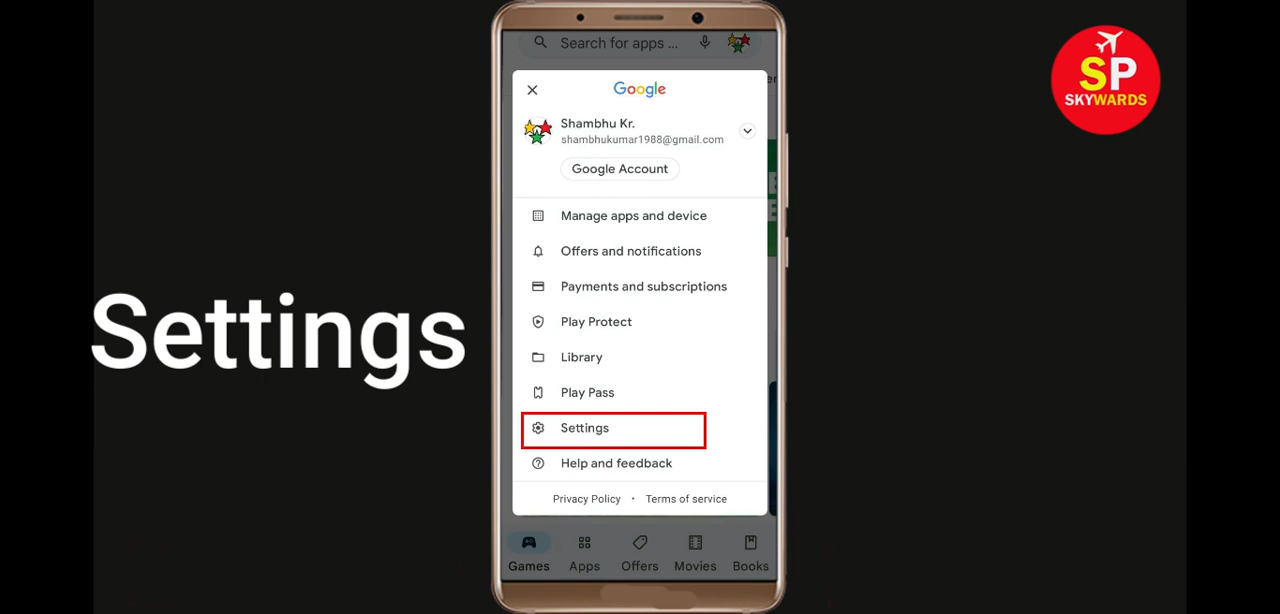 Search for apps ...
SP
SKYWARDS
Google
Shambhu Kr.
shambhukumar1988@gmail.com
Google Account
Manage apps and device
Offers and notifications
Payments and subscriptions
Play Protect
Library
Play Pass
Settings
Settings
Help and feedback
Privacy Policy • Terms of service
Games Apps Offers Movies Books